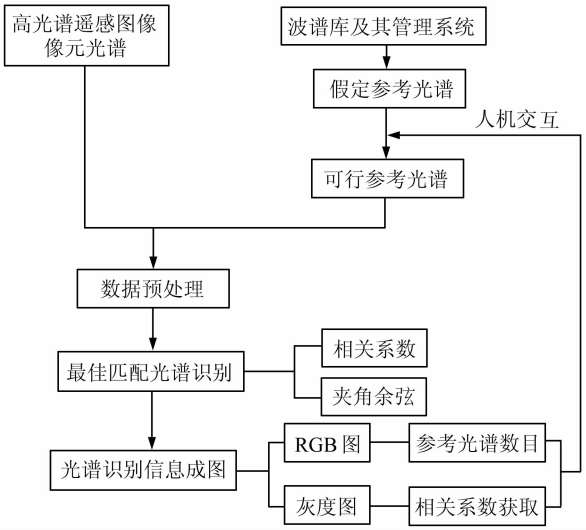 高光谱遥感图像
像元光谱
波谱库及其管理系统
假定参考光谱
人机交互
可行参考光谱
数据预处理
最佳匹配光谱识别
相关系数
夹角余弦
光谱识别信息成图
RGB 图
参考光谱数目
灰度图
相关系数获取